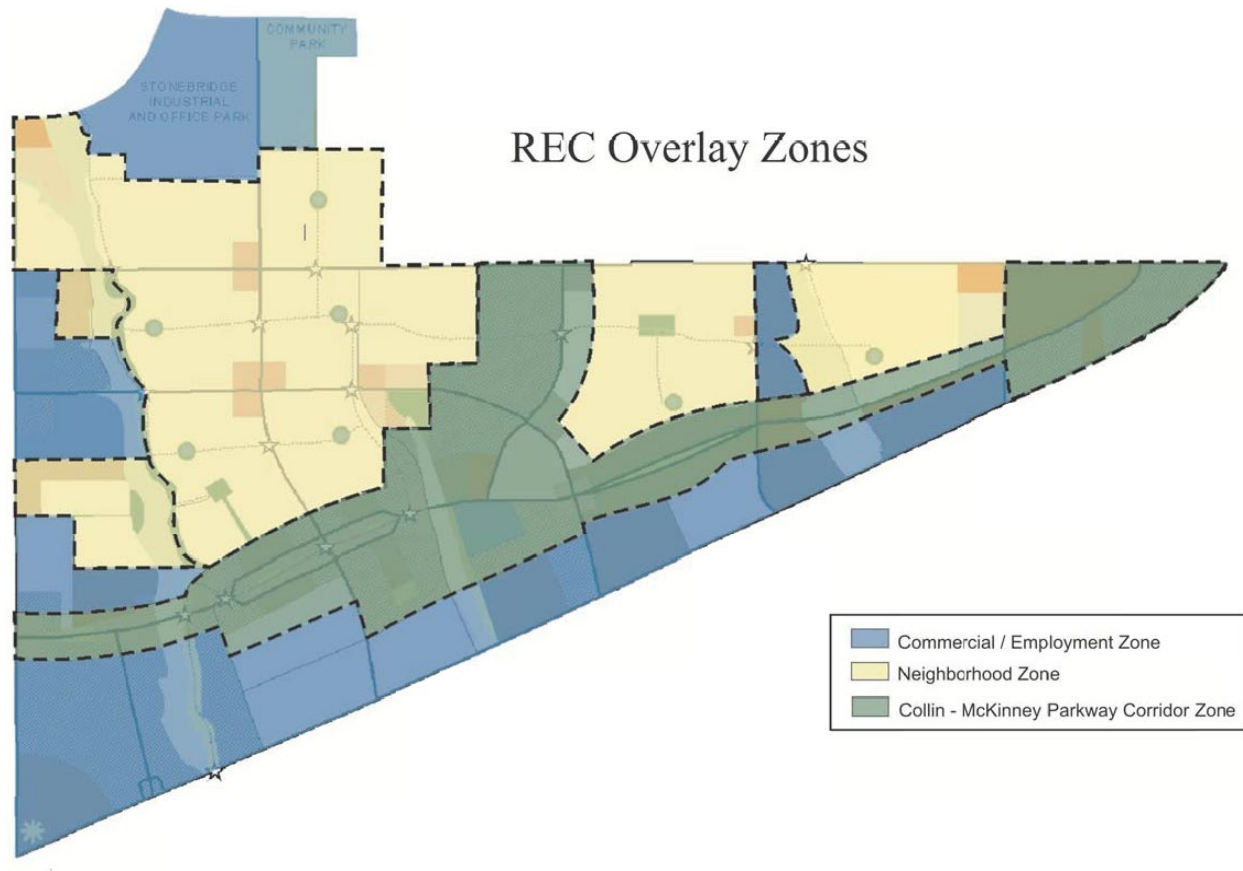 COMMUNITY
PARK
STONEBRIDGE
INDUSTRIAL
AND OFFICE PARK
REC Overlay Zones
Commercial / Employment Zone
Neighborhood Zone
Collin - McKinney Parkway Corridor Zone